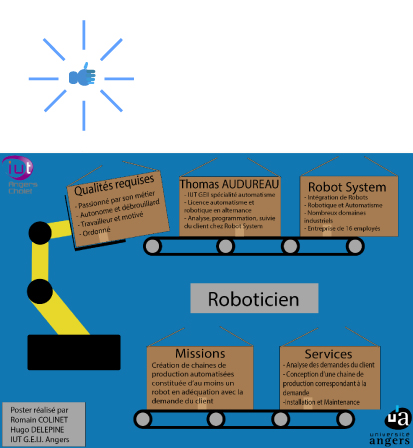 iut
Angers
Cholet
Qualités requises
- Passionné par son métier
- Autonome et débrouillard
- Travailleur et motivé
- Ordonné
Thomas AUDUREAU
- IUT GEII spécialité automatisme
- Licence automatisme et
robotique en alternance
- Analyse, programmation, suivie
du client chez Robot System
Robot System
- Intégration de Robots
- Robotique et Automatisme
- Nombreux domaines
industriels
- Entreprise de 16 employés
Roboticien
Missions
Création de chaines de
production automatisées
constituée d'au moins un
robot en adéquation avec la
demande du client
Services
- Analyse des demandes du client
- Conception d'une chaine de
production correspondant à la
demande
-Installation et Maintenance
Poster réalisé par
Romain COLINET
Hugo DELEPINE
IUT G.E.I.I. Angers
ua
université
angers